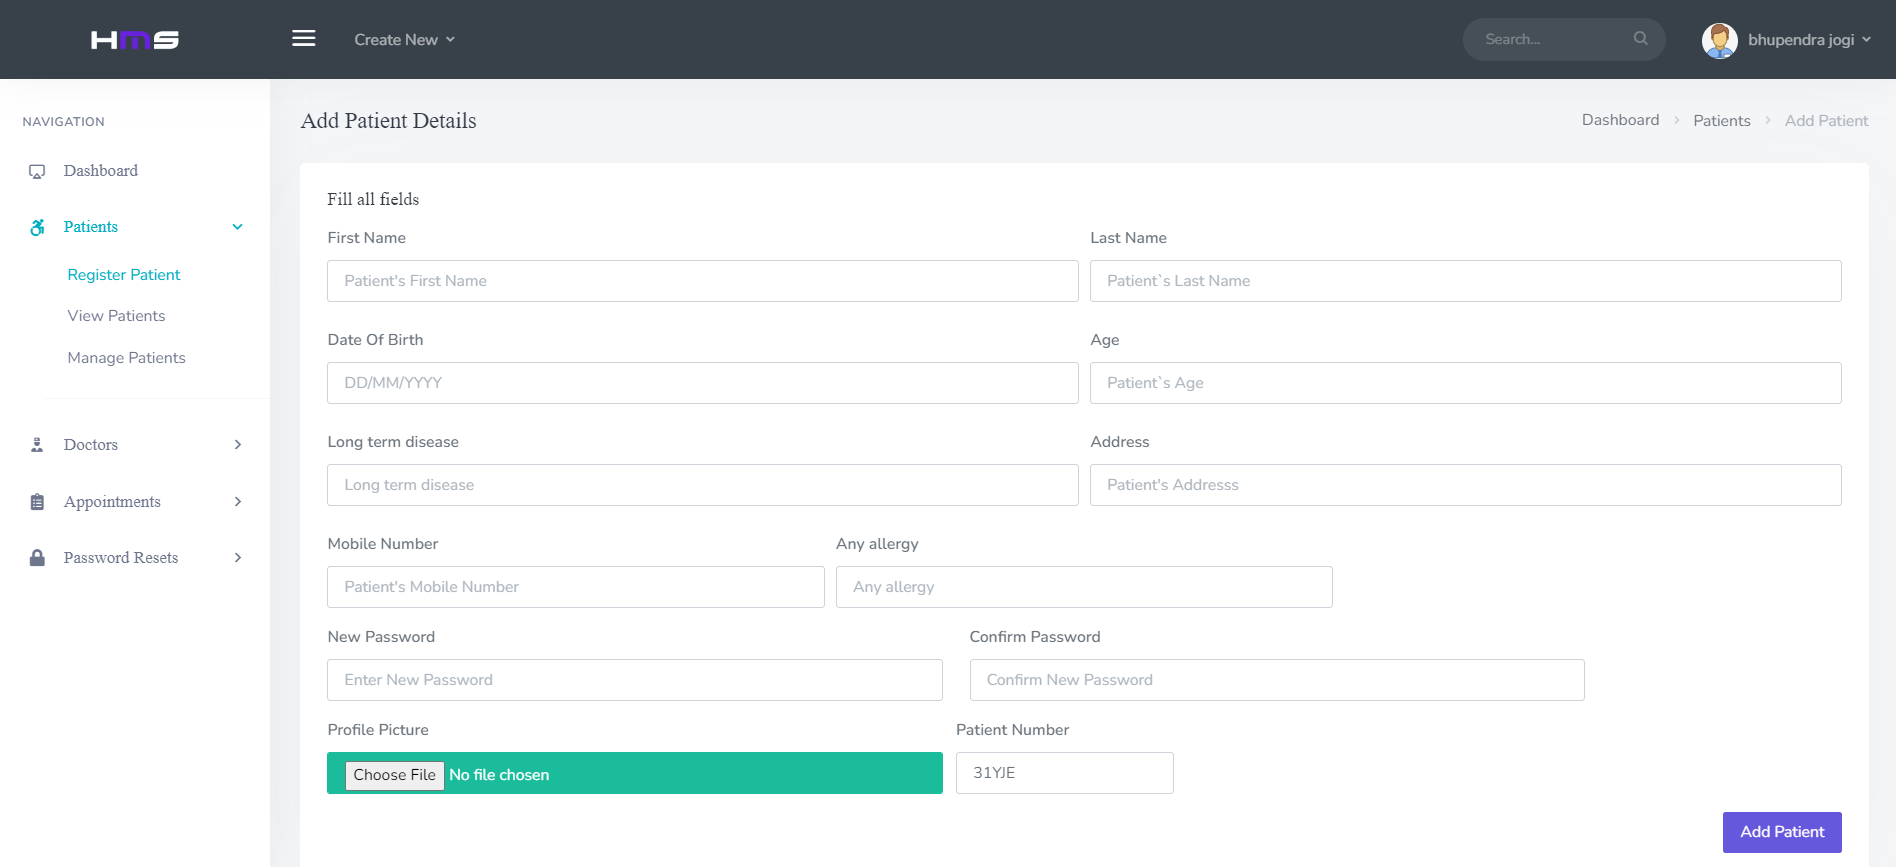 HMS
Create New
Search...
bhupendra jogi
NAVIGATION
Dashboard
Patients
Register Patient
View Patients
Manage Patients
Doctors
Appointments
Password Resets
Add Patient Details
Dashboard > Patients > Add Patient
Fill all fields
First Name
Last Name
Patient's First Name
Patient`s Last Name
Date Of Birth
Age
DD/MM/YYYY
Patient`s Age
Long term disease
Address
Long term disease
Patient's Addresss
Mobile Number
Any allergy
Patient's Mobile Number
Any allergy
New Password
Confirm Password
Enter New Password
Confirm New Password
Profile Picture
Patient Number
Choose File No file chosen
31YJE
Add Patient